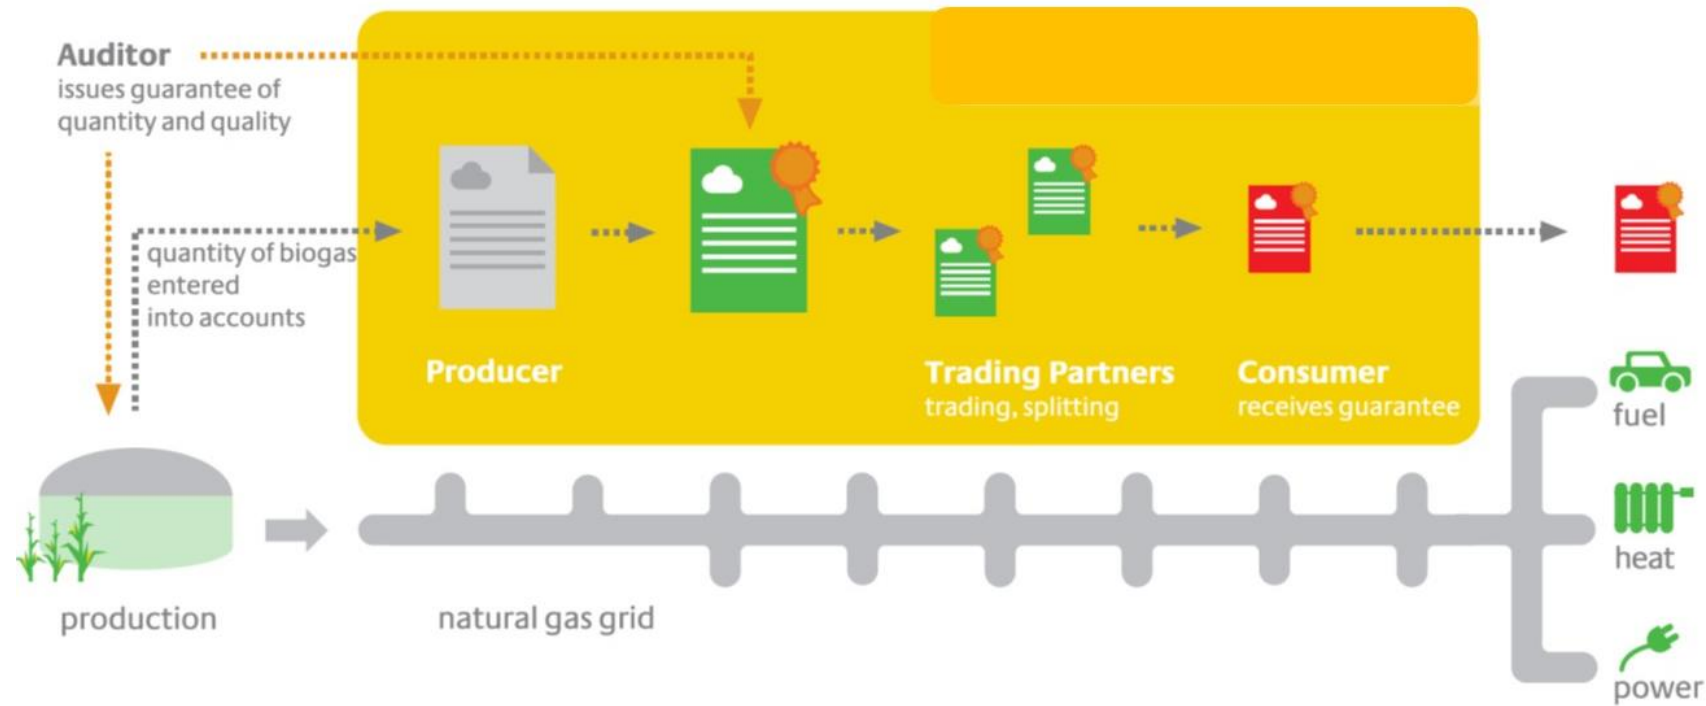 Auditor
issues guarantee of
quantity and quality
quantity of biogas
entered
into accounts
Producer
Trading Partners
trading, splitting
Consumer
receives guarantee
fuel
heat
power
production
natural gas grid